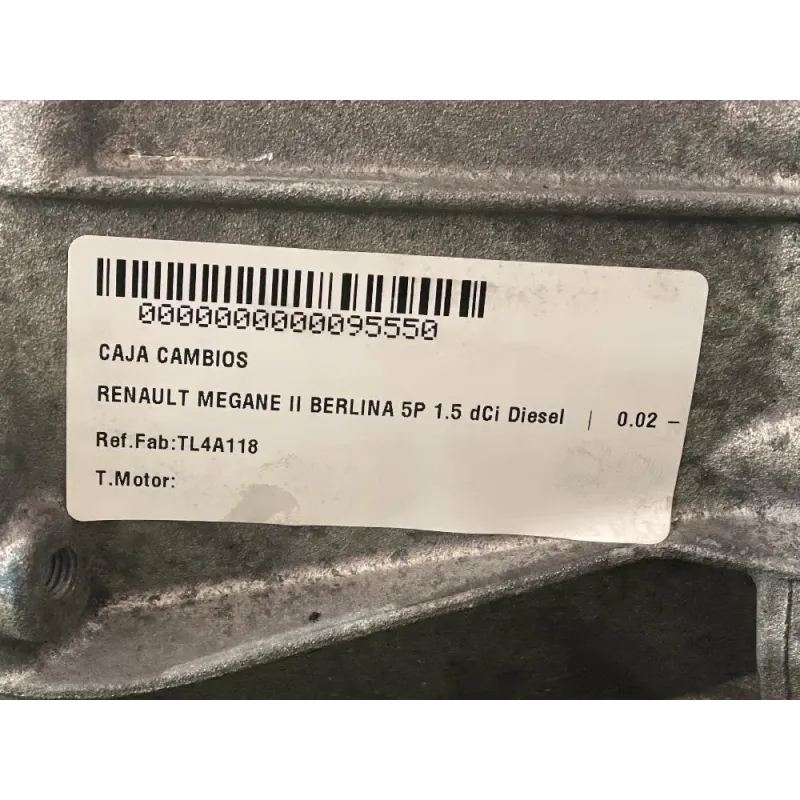 0000000000095550
CAJA CAMBIOS
RENAULT MEGANE II BERLINA 5P 1.5 dCi Diesel | 0.02 –
Ref.Fab:TL4A118
T.Motor: